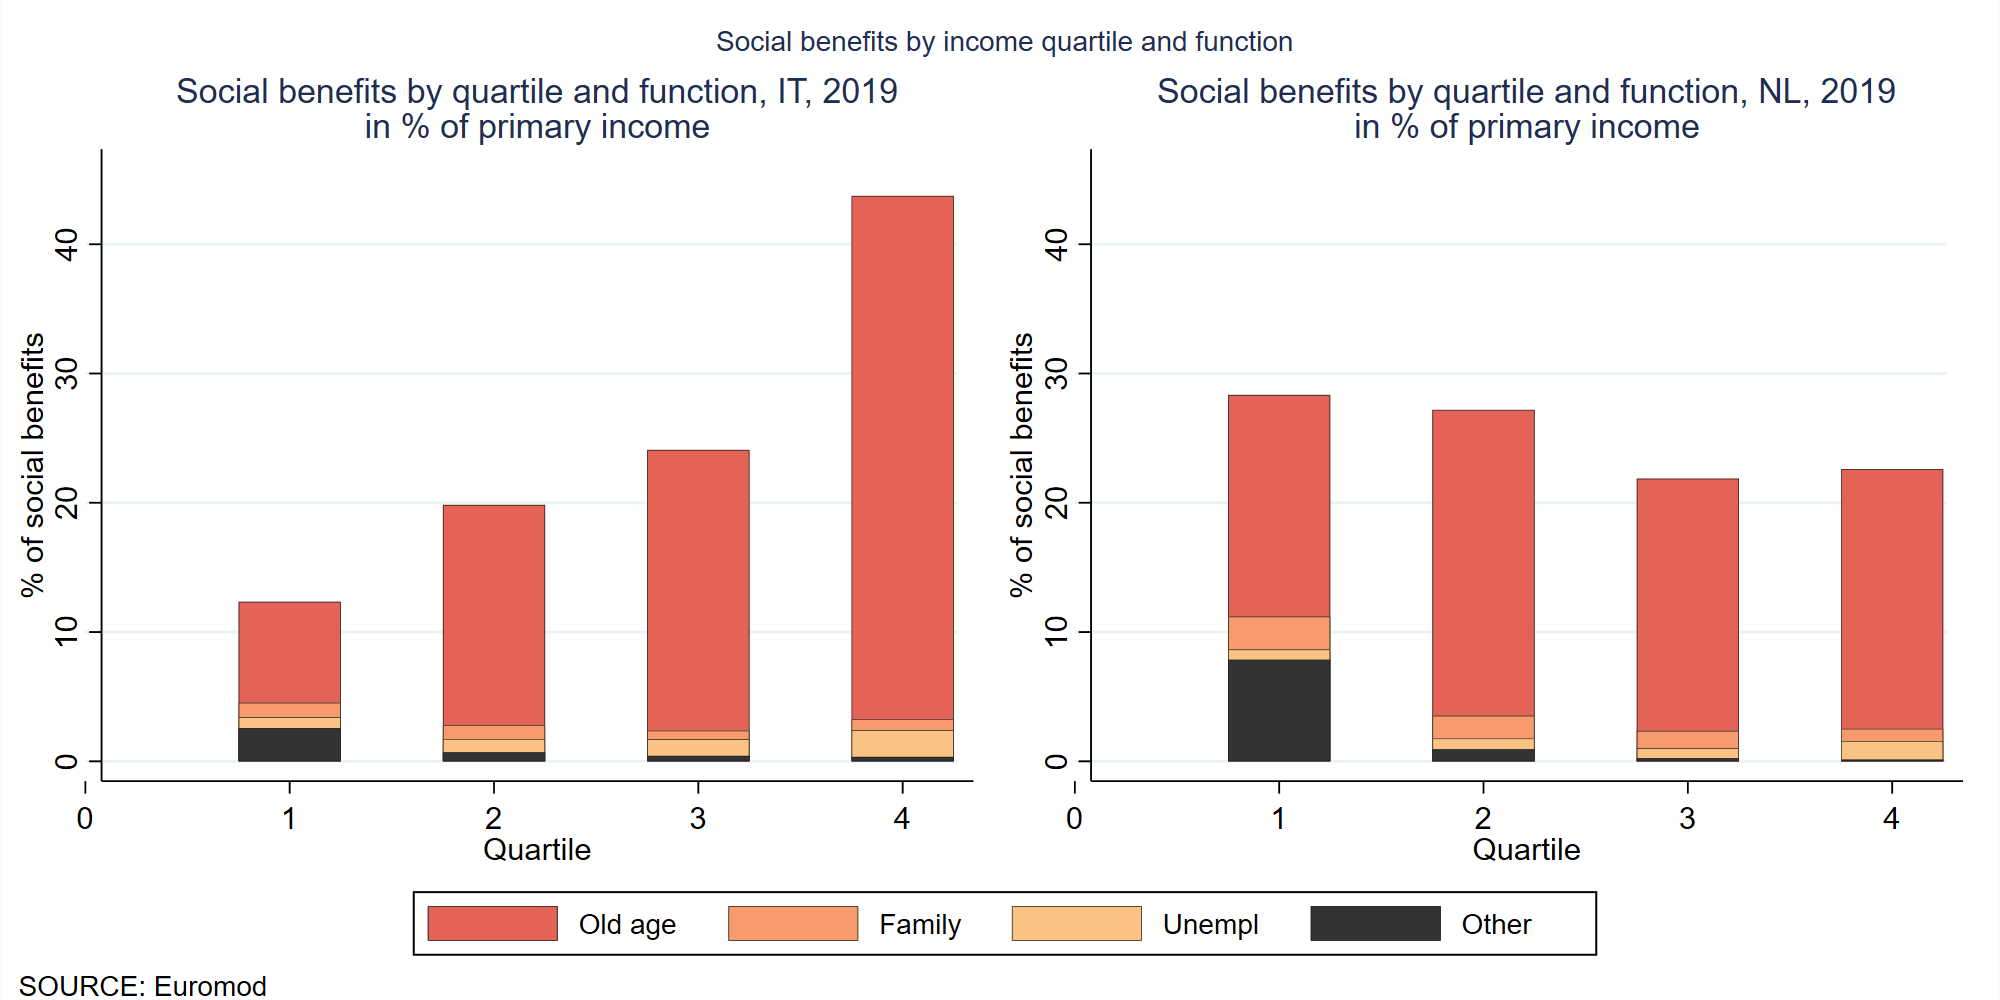 Social benefits by income quartile and function
Social benefits by quartile and function, IT, 2019
in % of primary income
% of social benefits
40
30
20
10
0
0 1 2 3 4
Quartile
Social benefits by quartile and function, NL, 2019
in % of primary income
% of social benefits
40
30
20
10
0
0 1 2 3 4
Quartile
Old age Family Unempl Other
SOURCE: Euromod